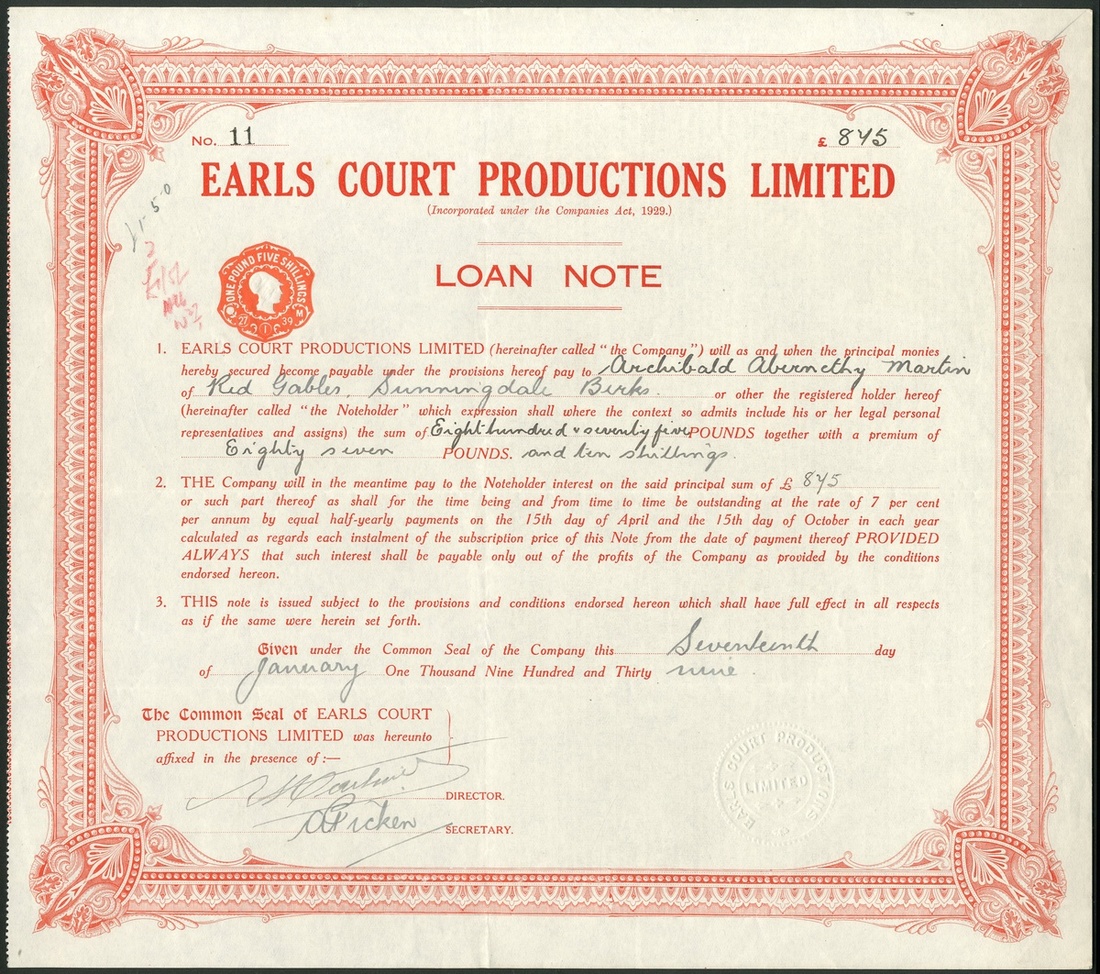 No. 11 £ 875
EARLS COURT PRODUCTIONS LIMITED
(Incorporated under the Companies Act, 1929.)
LOAN NOTE
ONE POUND FIVE SHILLINGS
27 1 39 M
1. EARLS COURT PRODUCTIONS LIMITED (hereinafter called "the Company") will as and when the principal monies
hereby secured become payable under the provisions hereof pay to Archibald Abernethy Martin
of Red Gables, Sunningdale Berks. or other the registered holder hereof
(hereinafter called "the Noteholder" which expression shall where the context so admits include his or her legal personal
representatives and assigns) the sum of Eight hundred & seventy five POUNDS together with a premium of
Eighty seven POUNDS. and ten shillings.
2. THE Company will in the meantime pay to the Noteholder interest on the said principal sum of £ 875
or such part thereof as shall for the time being and from time to time be outstanding at the rate of 7 per cent
per annum by equal half-yearly payments on the 15th day of April and the 15th day of October in each year
calculated as regards each instalment of the subscription price of this Note from the date of payment thereof PROVIDED
ALWAYS that such interest shall be payable only out of the profits of the Company as provided by the conditions
endorsed hereon.
3. THIS note is issued subject to the provisions and conditions endorsed hereon which shall have full effect in all respects
as if the same were herein set forth.
Given under the Common Seal of the Company this Seventeenth day
of January One Thousand Nine Hundred and Thirty nine.
The Common Seal of EARLS COURT
PRODUCTIONS LIMITED was hereunto
affixed in the presence of :—
DIRECTOR.
A Picken SECRETARY.
EARLS COURT PRODUCTIONS
LIMITED